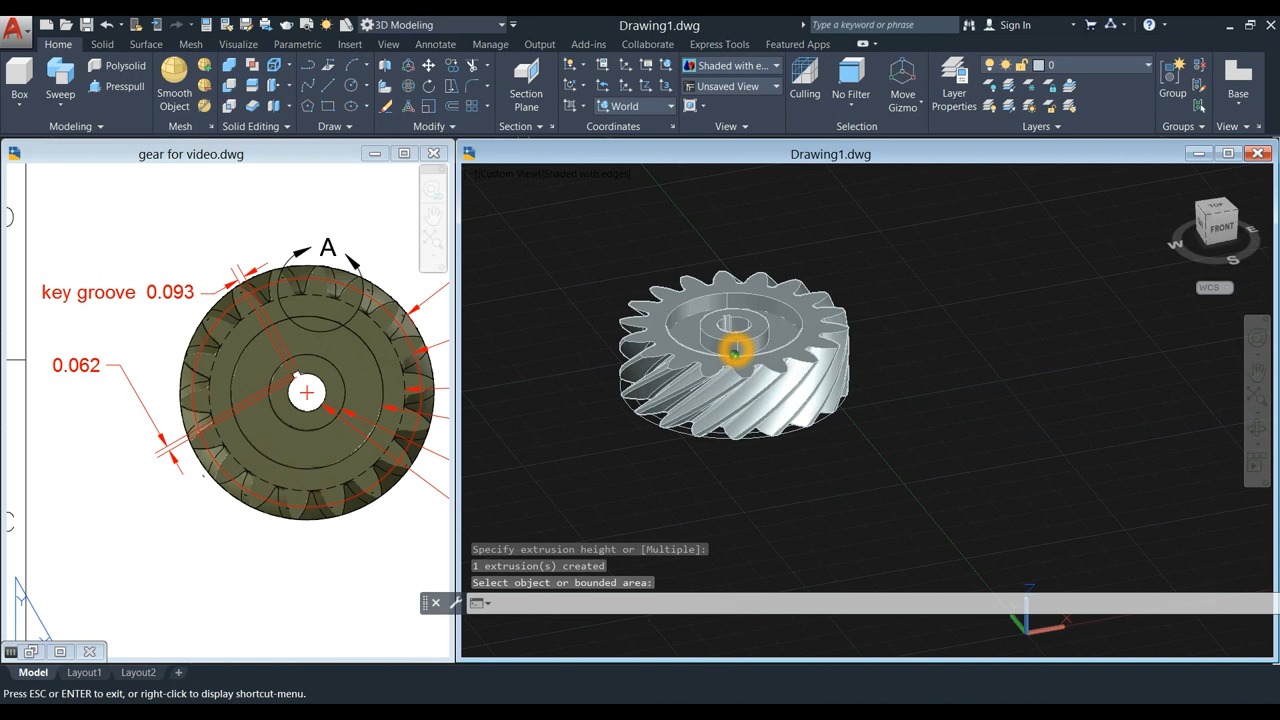 3D Modeling
Drawing1.dwg
Type a keyword or phrase
Sign In
Home Solid Surface Mesh Visualize Parametric Insert View Annotate Manage Output Add-ins Collaborate Express Tools Featured Apps
Box
Sweep
Polysolid
Presspull
Smooth
Object
Section
Plane
World
Shaded with e...
Unsaved View
Culling
No Filter
Move
Gizmo
Layer
Properties
0
Group
Base
Modeling
Mesh
Solid Editing
Draw
Modify
Section
Coordinates
View
Selection
Layers
Groups
View
gear for video.dwg
Drawing1.dwg
[−][Custom View][Shaded with edges]
TOP
FRONT
W
E
S
WCS
A
key groove 0.093
0.062
Y
Specify extrusion height or [Multiple]:
1 extrusion(s) created
Select object or bounded area:
Z
X
Model Layout1 Layout2 +
Press ESC or ENTER to exit, or right-click to display shortcut-menu.